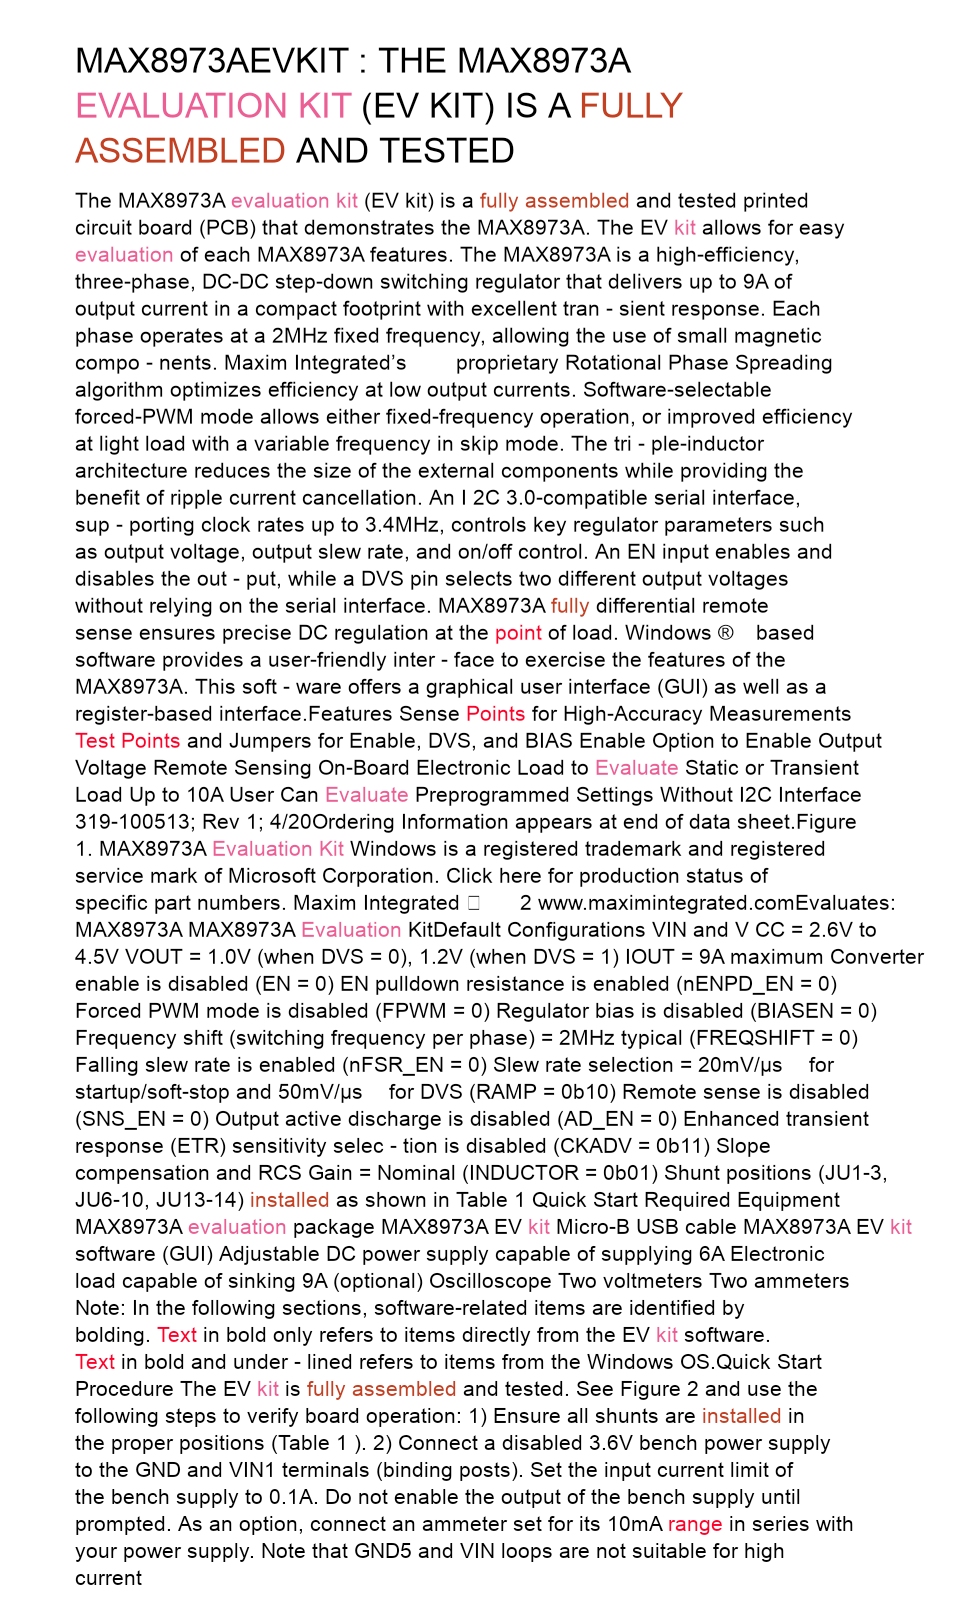 MAX8973AEVKIT : THE MAX8973A
EVALUATION KIT (EV KIT) IS A FULLY
ASSEMBLED AND TESTED
The MAX8973A evaluation kit (EV kit) is a fully assembled and tested printed
circuit board (PCB) that demonstrates the MAX8973A. The EV kit allows for easy
evaluation of each MAX8973A features. The MAX8973A is a high-efficiency,
three-phase, DC-DC step-down switching regulator that delivers up to 9A of
output current in a compact footprint with excellent tran - sient response. Each
phase operates at a 2MHz fixed frequency, allowing the use of small magnetic
compo - nents. Maxim Integrated’s proprietary Rotational Phase Spreading
algorithm optimizes efficiency at low output currents. Software-selectable
forced-PWM mode allows either fixed-frequency operation, or improved efficiency
at light load with a variable frequency in skip mode. The tri - ple-inductor
architecture reduces the size of the external components while providing the
benefit of ripple current cancellation. An I 2C 3.0-compatible serial interface,
sup - porting clock rates up to 3.4MHz, controls key regulator parameters such
as output voltage, output slew rate, and on/off control. An EN input enables and
disables the out - put, while a DVS pin selects two different output voltages
without relying on the serial interface. MAX8973A fully differential remote
sense ensures precise DC regulation at the point of load. Windows ® based
software provides a user-friendly inter - face to exercise the features of the
MAX8973A. This soft - ware offers a graphical user interface (GUI) as well as a
register-based interface.Features Sense Points for High-Accuracy Measurements
Test Points and Jumpers for Enable, DVS, and BIAS Enable Option to Enable Output
Voltage Remote Sensing On-Board Electronic Load to Evaluate Static or Transient
Load Up to 10A User Can Evaluate Preprogrammed Settings Without I2C Interface
319-100513; Rev 1; 4/20Ordering Information appears at end of data sheet.Figure
1. MAX8973A Evaluation Kit Windows is a registered trademark and registered
service mark of Microsoft Corporation. Click here for production status of
specific part numbers. Maxim Integrated 2 www.maximintegrated.comEvaluates:
MAX8973A MAX8973A Evaluation KitDefault Configurations VIN and V CC = 2.6V to
4.5V VOUT = 1.0V (when DVS = 0), 1.2V (when DVS = 1) IOUT = 9A maximum Converter
enable is disabled (EN = 0) EN pulldown resistance is enabled (nENPD_EN = 0)
Forced PWM mode is disabled (FPWM = 0) Regulator bias is disabled (BIASEN = 0)
Frequency shift (switching frequency per phase) = 2MHz typical (FREQSHIFT = 0)
Falling slew rate is enabled (nFSR_EN = 0) Slew rate selection = 20mV/µs for
startup/soft-stop and 50mV/µs for DVS (RAMP = 0b10) Remote sense is disabled
(SNS_EN = 0) Output active discharge is disabled (AD_EN = 0) Enhanced transient
response (ETR) sensitivity selec - tion is disabled (CKADV = 0b11) Slope
compensation and RCS Gain = Nominal (INDUCTOR = 0b01) Shunt positions (JU1-3,
JU6-10, JU13-14) installed as shown in Table 1 Quick Start Required Equipment
MAX8973A evaluation package MAX8973A EV kit Micro-B USB cable MAX8973A EV kit
software (GUI) Adjustable DC power supply capable of supplying 6A Electronic
load capable of sinking 9A (optional) Oscilloscope Two voltmeters Two ammeters
Note: In the following sections, software-related items are identified by
bolding. Text in bold only refers to items directly from the EV kit software.
Text in bold and under - lined refers to items from the Windows OS.Quick Start
Procedure The EV kit is fully assembled and tested. See Figure 2 and use the
following steps to verify board operation: 1) Ensure all shunts are installed in
the proper positions (Table 1 ). 2) Connect a disabled 3.6V bench power supply
to the GND and VIN1 terminals (binding posts). Set the input current limit of
the bench supply to 0.1A. Do not enable the output of the bench supply until
prompted. As an option, connect an ammeter set for its 10mA range in series with
your power supply. Note that GND5 and VIN loops are not suitable for high
current